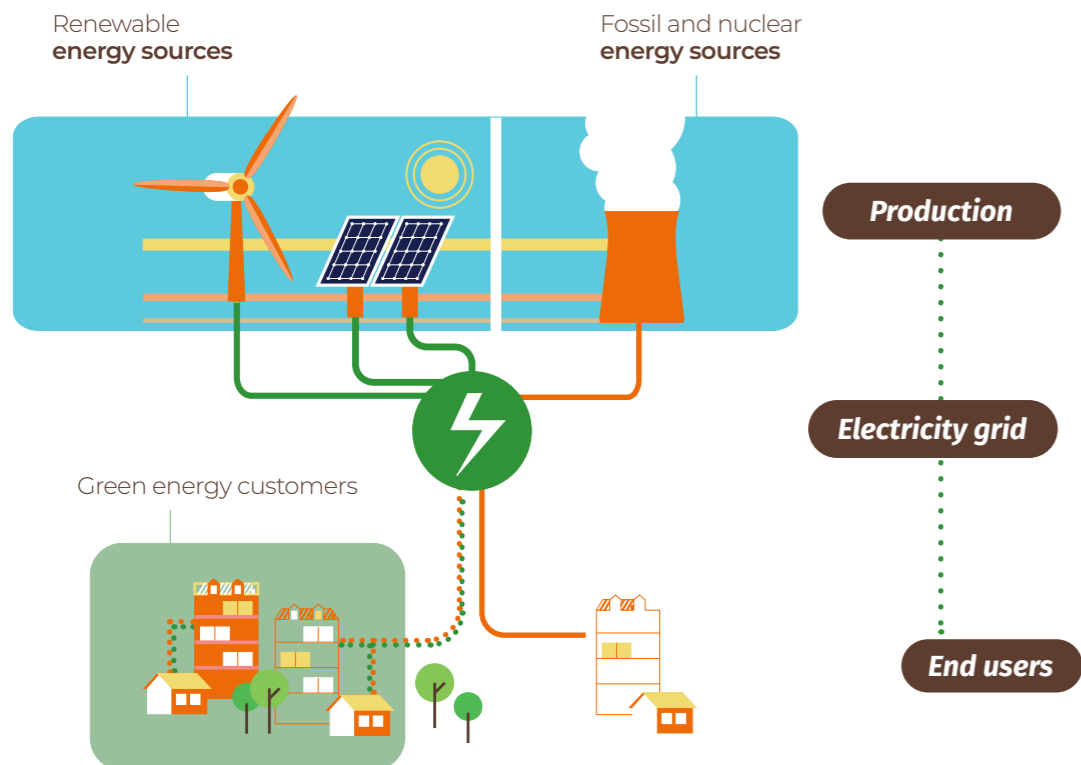 Renewable
energy sources
Fossil and nuclear
energy sources
Production
Electricity grid
Green energy customers
End users